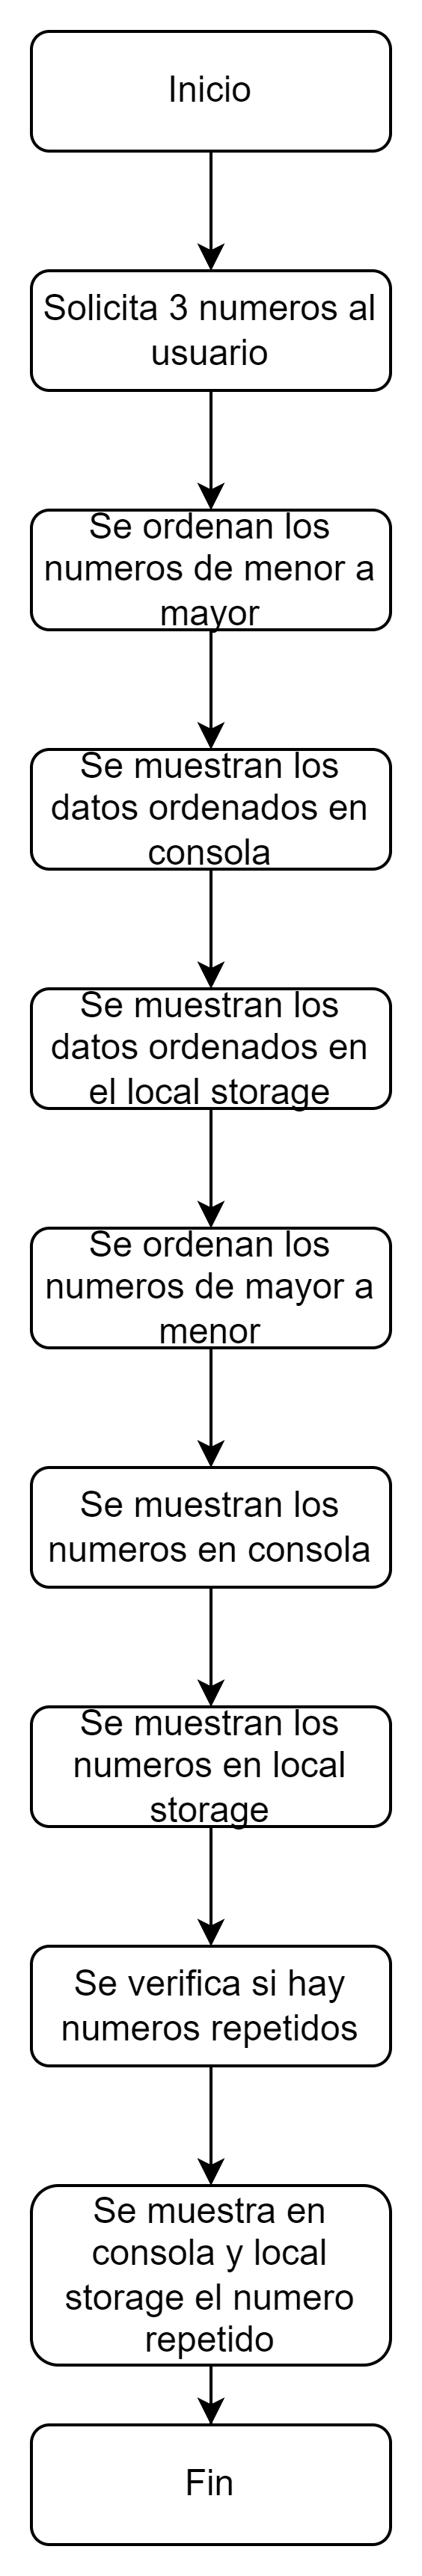 Inicio
Solicita 3 numeros al
usuario
Se ordenan los
numeros de menor a
mayor
Se muestran los
datos ordenados en
consola
Se muestran los
datos ordenados en
el local storage
Se ordenan los
numeros de mayor a
menor
Se muestran los
numeros en consola
Se muestran los
numeros en local
storage
Se verifica si hay
numeros repetidos
Se muestra en
consola y local
storage el numero
repetido
Fin